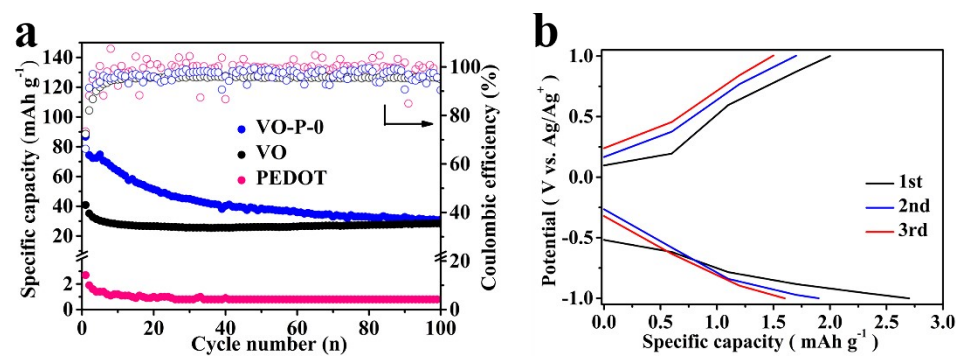 a
Specific capacity (mAh g⁻¹)
140
120
100
80
60
40
20
2
1
0
VO-P-0
VO
PEDOT
100
80
60
40
20
0
Coulombic efficiency (%)
0 20 40 60 80 100
Cycle number (n)
b
Potential ( V vs. Ag/Ag⁺)
1.0
0.5
0.0
-0.5
-1.0
1st
2nd
3rd
0.0 0.5 1.0 1.5 2.0 2.5 3.0
Specific capacity ( mAh g⁻¹)